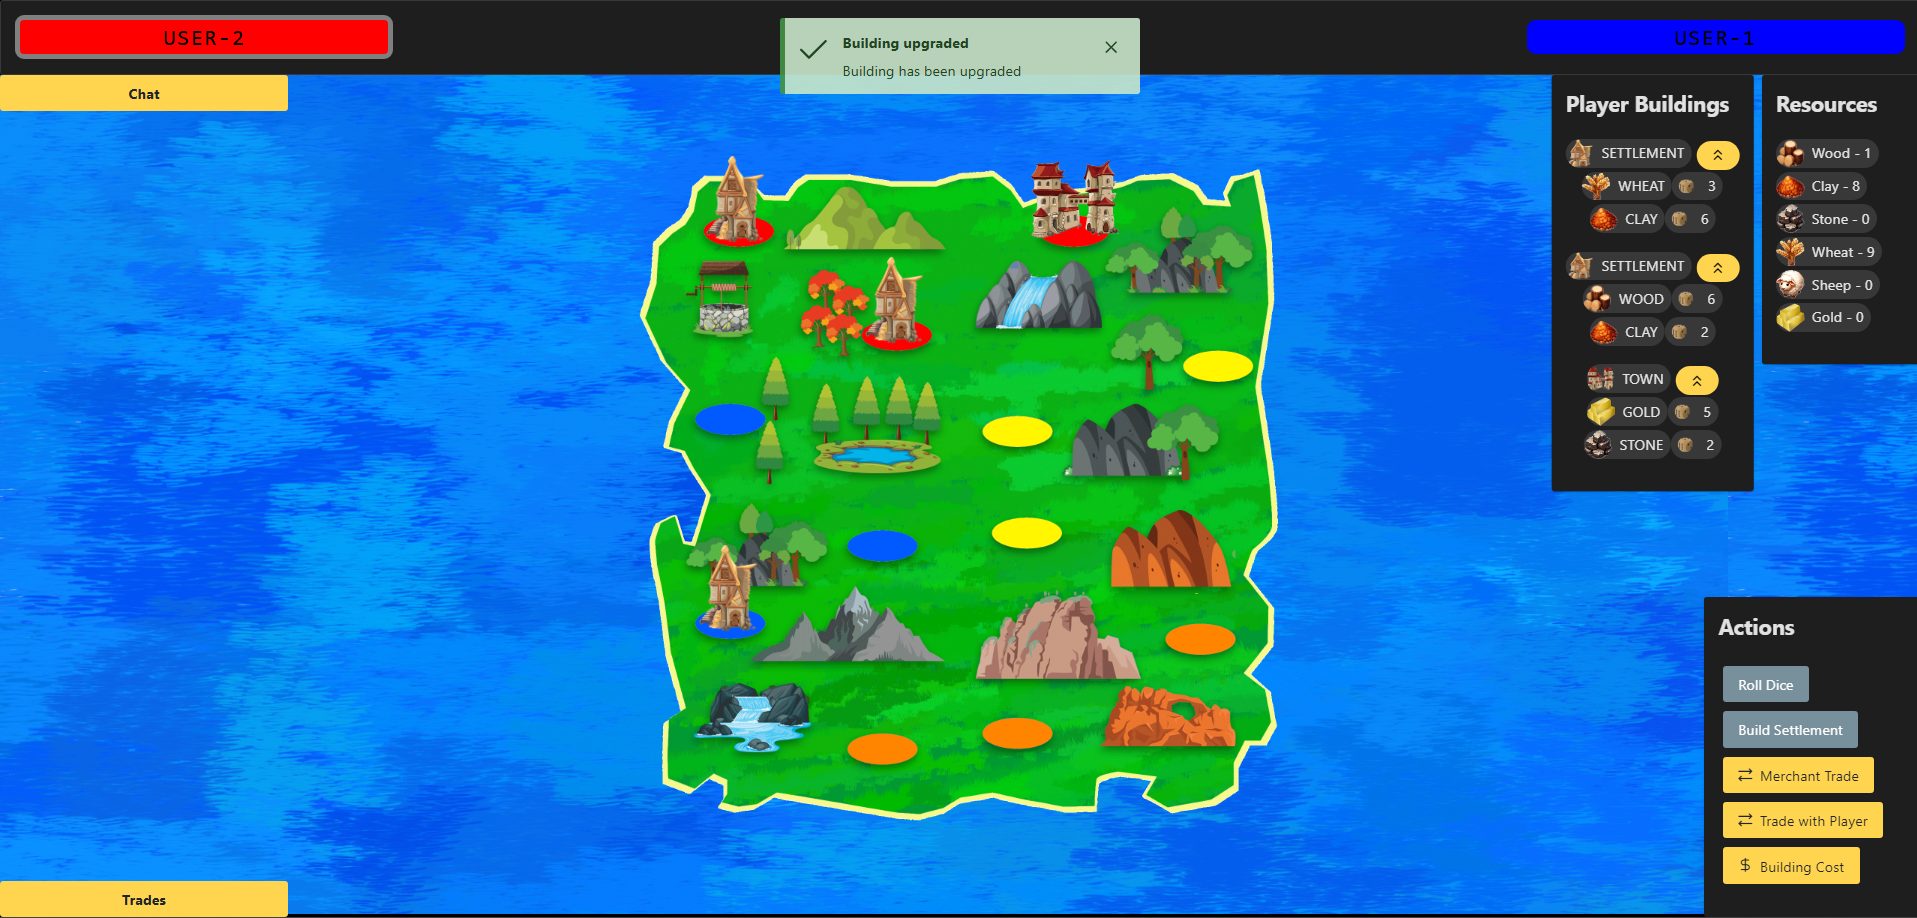 USER-2
Building upgraded
Building has been upgraded
USER-1
Chat
Player Buildings
SETTLEMENT
WHEAT 3
CLAY 6
SETTLEMENT
WOOD 6
CLAY 2
TOWN
GOLD 5
STONE 2
Resources
Wood - 1
Clay - 8
Stone - 0
Wheat - 9
Sheep - 0
Gold - 0
Actions
Roll Dice
Build Settlement
Merchant Trade
Trade with Player
$ Building Cost
Trades